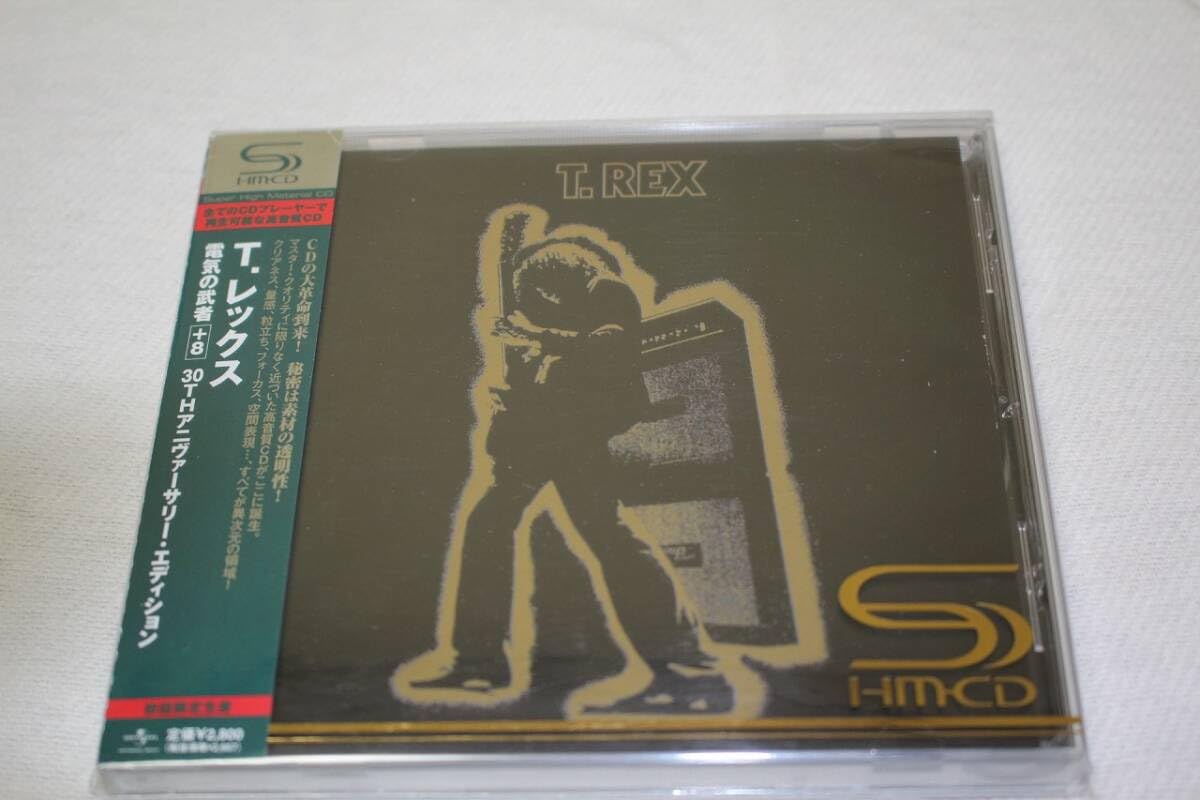 SHM-CD
Super High Material CD
全てのCDプレーヤーで
再生可能な高音質CD
CDの大革命到来! 秘密は素材の透明性!
マスター・クオリティに限りなく近づいた高音質CDがここに誕生。
クリアネス、量感、粒立ち、フォーカス、空間表現…、すべてが異次元の領域!
T.レックス
電気の武者 +8 30THアニヴァーサリー・エディション
初回限定生産
定価¥2,800
T.REX
SHM-CD